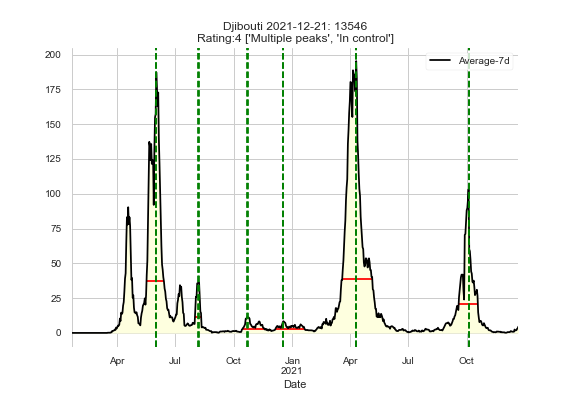 Djibouti 2021-12-21: 13546
Rating:4 ['Multiple peaks', 'In control']
Average-7d
200
175
150
125
100
75
50
25
0
Apr Jul Oct Jan Apr Jul Oct
2021
Date